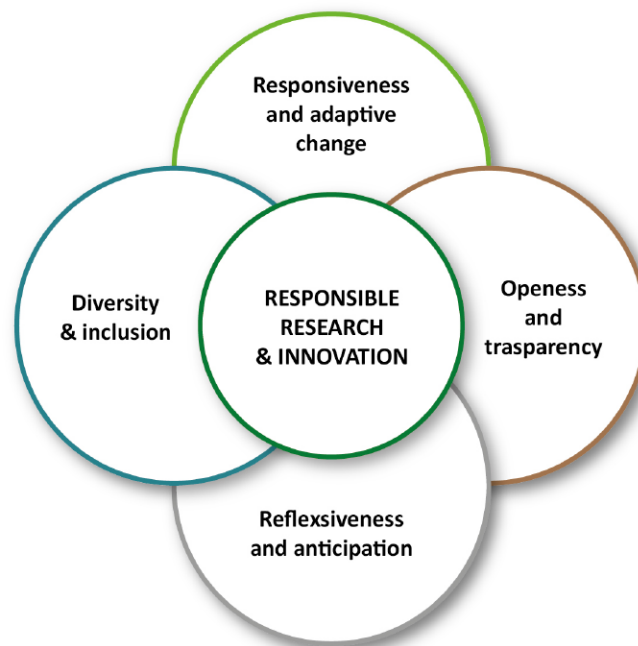 Responsiveness
and adaptive
change
Diversity
& inclusion
RESPONSIBLE
RESEARCH
& INNOVATION
Openess
and
trasparency
Reflexsiveness
and anticipation